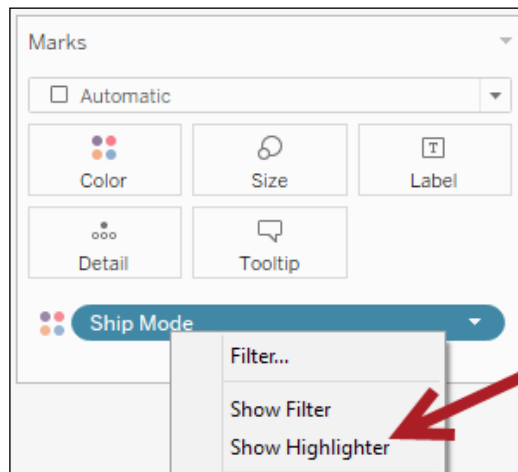 Marks
Automatic
Color Size T Label
Detail Tooltip
Ship Mode
Filter...
Show Filter
Show Highlighter